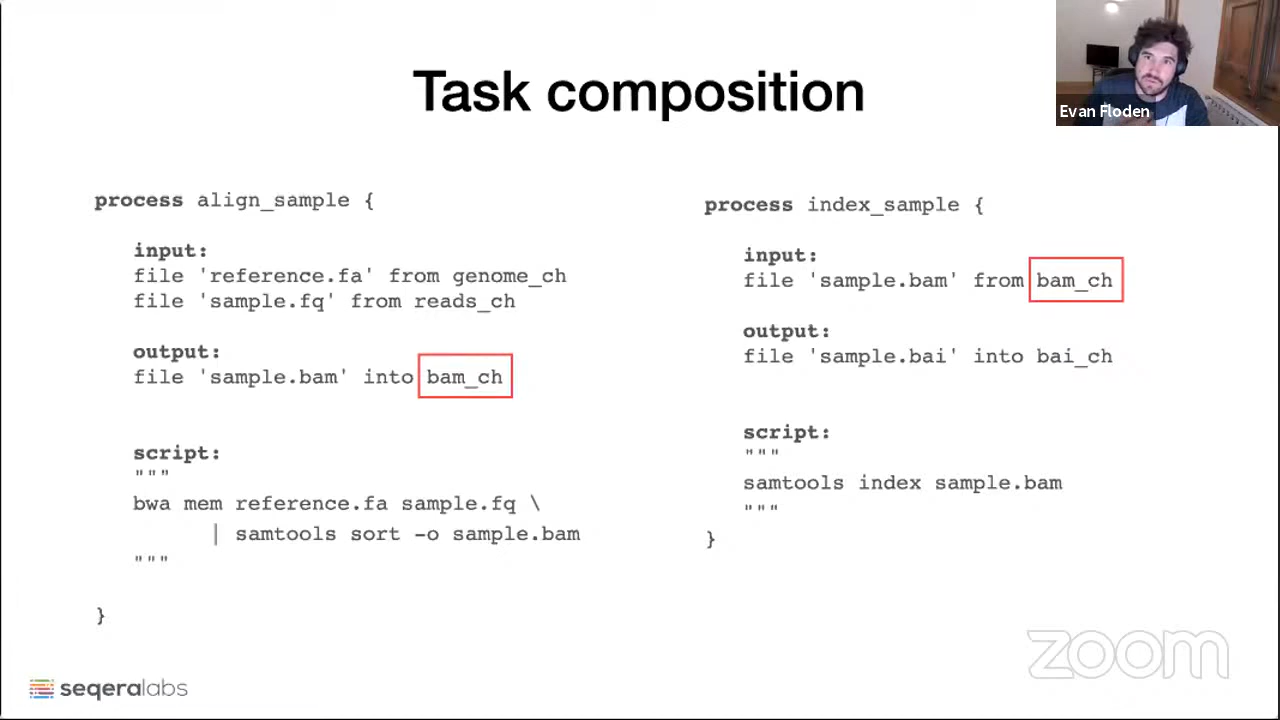 Task composition
Evan Floden
process align_sample {
input:
file 'reference.fa' from genome_ch
file 'sample.fq' from reads_ch
output:
file 'sample.bam' into bam_ch
script:
"""
bwa mem reference.fa sample.fq \
| samtools sort -o sample.bam
"""
}
process index_sample {
input:
file 'sample.bam' from bam_ch
output:
file 'sample.bai' into bai_ch
script:
"""
samtools index sample.bam
"""
}
seqeralabs
zoom